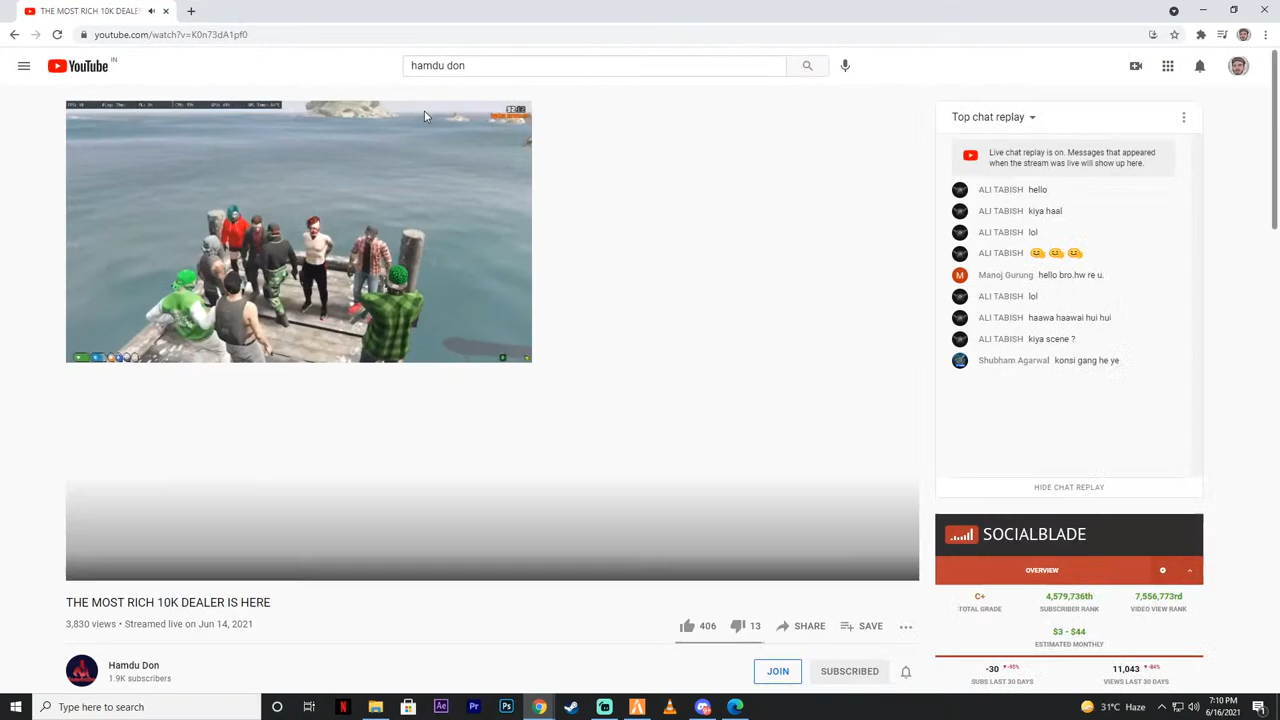 THE MOST RICH 10K DEALER
youtube.com/watch?v=K0n73dA1pf0
YouTube IN
hamdu don
Top chat replay
Live chat replay is on. Messages that appeared
when the stream was live will show up here.
ALI TABISH hello
ALI TABISH kiya haal
ALI TABISH lol
ALI TABISH 😊 😊 😊
M Manoj Gurung hello bro.hw re u.
ALI TABISH lol
ALI TABISH haawa haawai hui hui
ALI TABISH kiya scene ?
Shubham Agarwal konsi gang he ye
HIDE CHAT REPLAY
SOCIALBLADE
OVERVIEW
C+ 4,579,736th 7,556,773rd
TOTAL GRADE SUBSCRIBER RANK VIDEO VIEW RANK
$3 - $44
ESTIMATED MONTHLY
-30 ▼-95% 11,043 ▼-84%
SUBS LAST 30 DAYS VIEWS LAST 30 DAYS
THE MOST RICH 10K DEALER IS HERE
3,830 views • Streamed live on Jun 14, 2021
406 13 SHARE SAVE
Hamdu Don
1.9K subscribers
JOIN SUBSCRIBED
Type here to search
31°C Haze
7:10 PM
6/16/2021